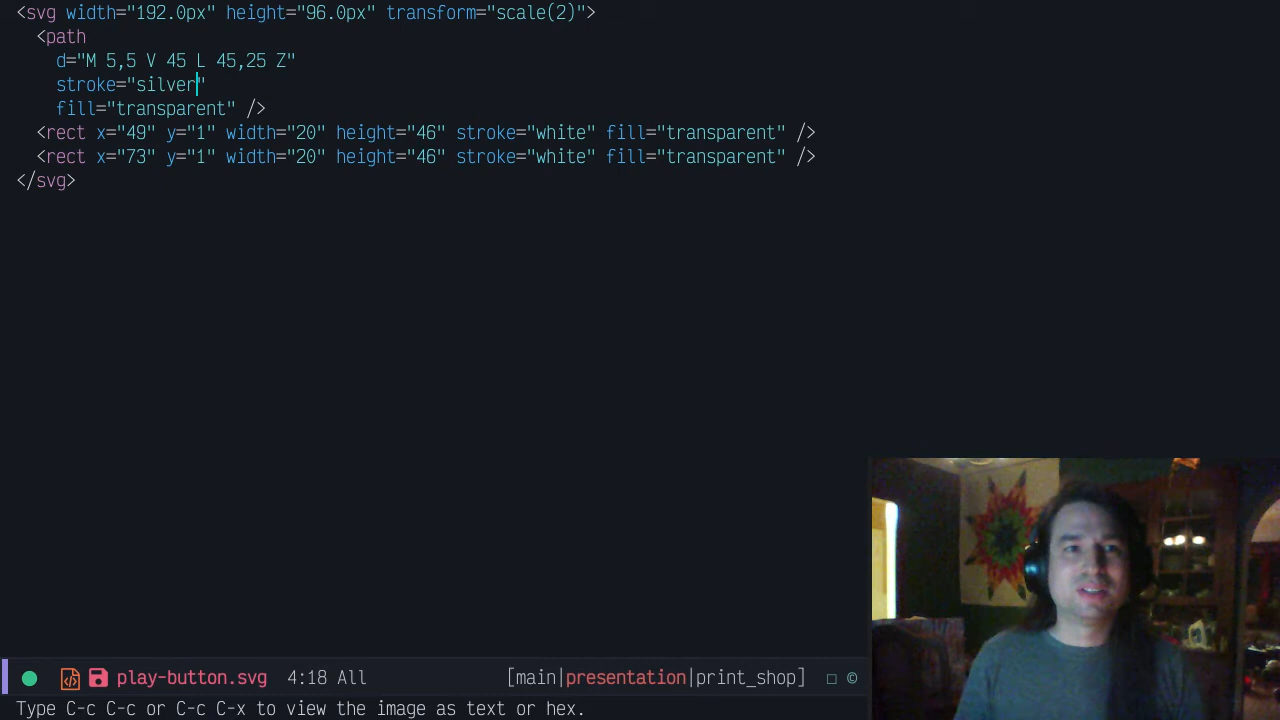 <svg width="192.0px" height="96.0px" transform="scale(2)">
<path
d="M 5,5 V 45 L 45,25 Z"
stroke="silver"
fill="transparent" />
<rect x="49" y="1" width="20" height="46" stroke="white" fill="transparent" />
<rect x="73" y="1" width="20" height="46" stroke="white" fill="transparent" />
</svg>
play-button.svg 4:18 All [main|presentation|print_shop] □ ©
Type C-c C-c or C-c C-x to view the image as text or hex.